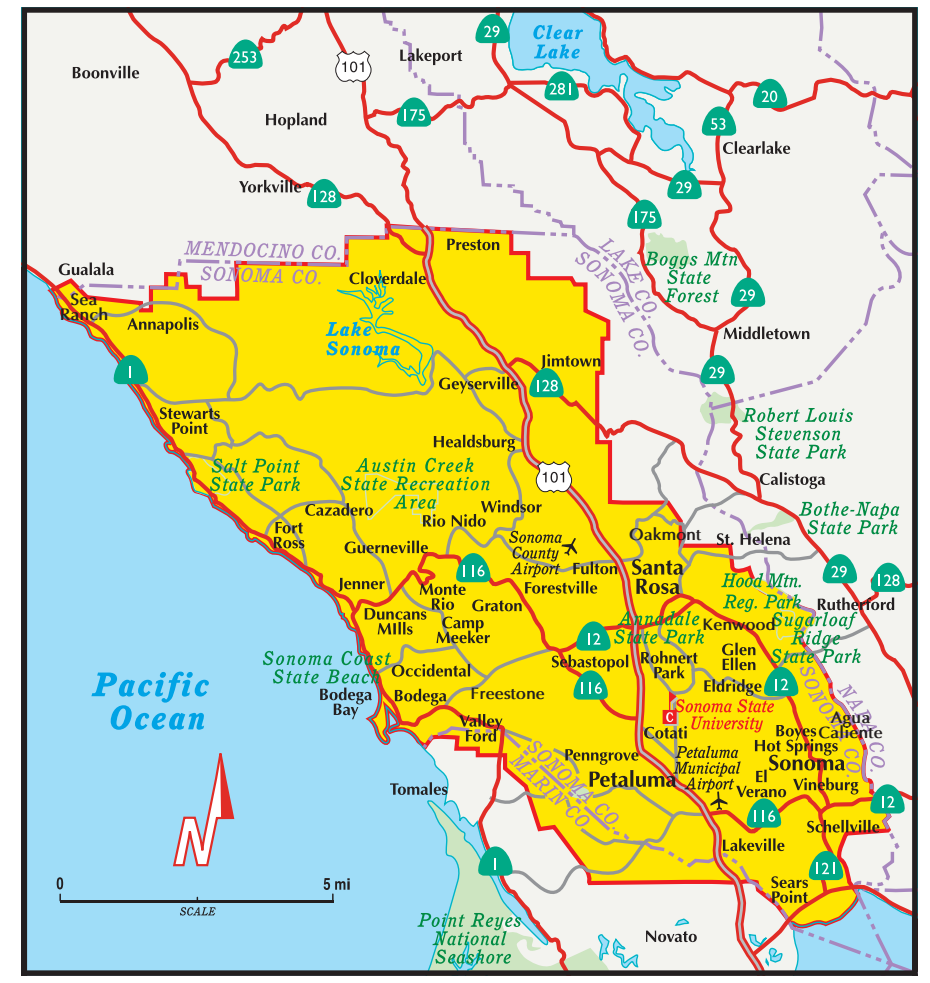 29
Clear
Lake
253
101
Lakeport
Boonville
281
20
175
53
Hopland
Clearlake
Yorkville
128
29
175
MENDOCINO CO.
SONOMA CO.
Preston
LAKE CO.
SONOMA CO.
Boggs Mtn
State
Forest
Gualala
Cloverdale
29
Sea
Ranch
Annapolis
Lake
Sonoma
Middletown
Jimtown
1
Geyserville
128
29
Stewarts
Point
Robert Louis
Stevenson
State Park
Healdsburg
Salt Point
State Park
Austin Creek
State Recreation
Area
101
Calistoga
Cazadero
Windsor
Rio Nido
Bothe-Napa
State Park
Fort
Ross
Guerneville
Sonoma
County
Airport
Oakmont
St. Helena
Fulton
Santa
Rosa
Jenner
116
Forestville
Hood Mtn.
Reg. Park
29
128
Monte
Rio
Graton
Rutherford
Duncans
MIlls
Camp
Meeker
12
Annadale
State Park
Kenwood
Sugarloaf
Ridge
State Park
Sonoma Coast
State Beach
Occidental
Sebastopol
Rohnert
Park
Glen
Ellen
Pacific
Ocean
Bodega
Bay
Bodega
Freestone
116
Eldridge
12
SONOMA CO.
NAPA CO.
C
Sonoma State
University
Valley
Ford
Cotati
Agua
Caliente
Boyes
Hot Springs
SONOMA CO.
MARIN CO.
Penngrove
Petaluma
Petaluma
Municipal
Airport
Sonoma
El
Verano
Vineburg
Tomales
12
116
Schellville
N
Lakeville
1
121
0
5 mi
SCALE
Sears
Point
Point Reyes
National
Seashore
Novato